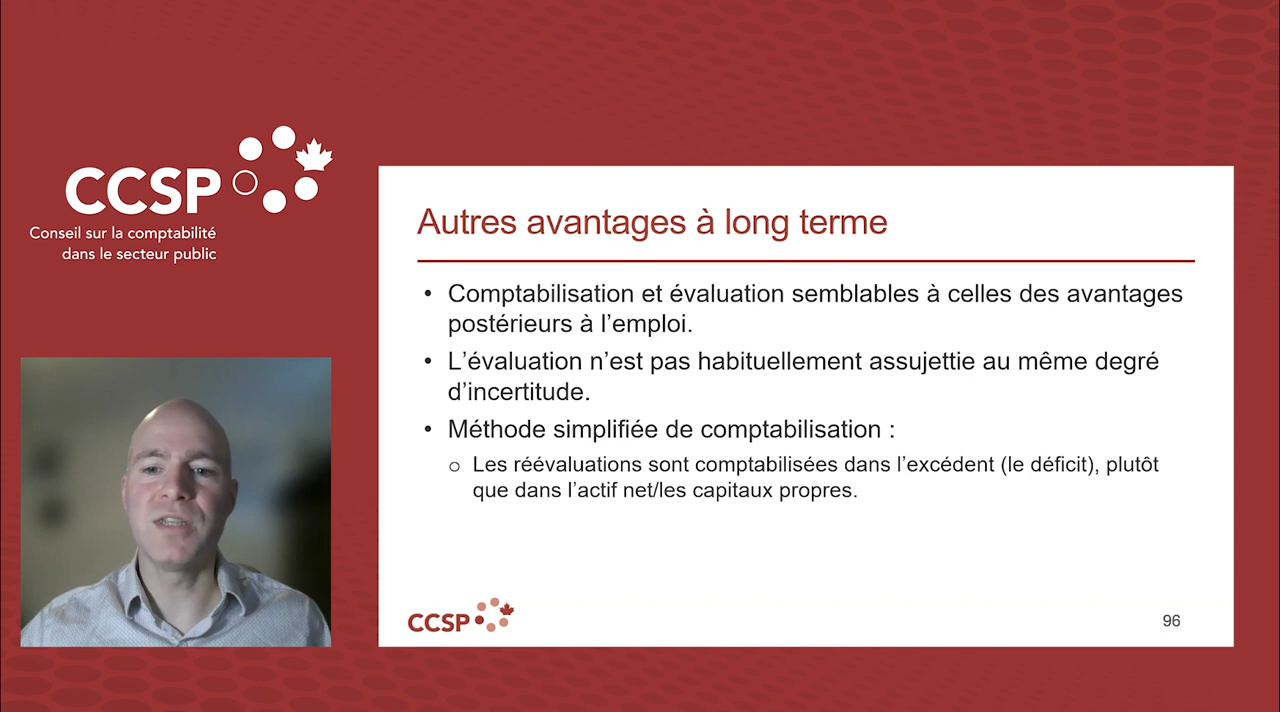 CCSP
Conseil sur la comptabilité
dans le secteur public
Autres avantages à long terme
• Comptabilisation et évaluation semblables à celles des avantages
postérieurs à l’emploi.
• L’évaluation n’est pas habituellement assujettie au même degré
d’incertitude.
• Méthode simplifiée de comptabilisation :
o Les réévaluations sont comptabilisées dans l’excédent (le déficit), plutôt
que dans l’actif net/les capitaux propres.
CCSP
96